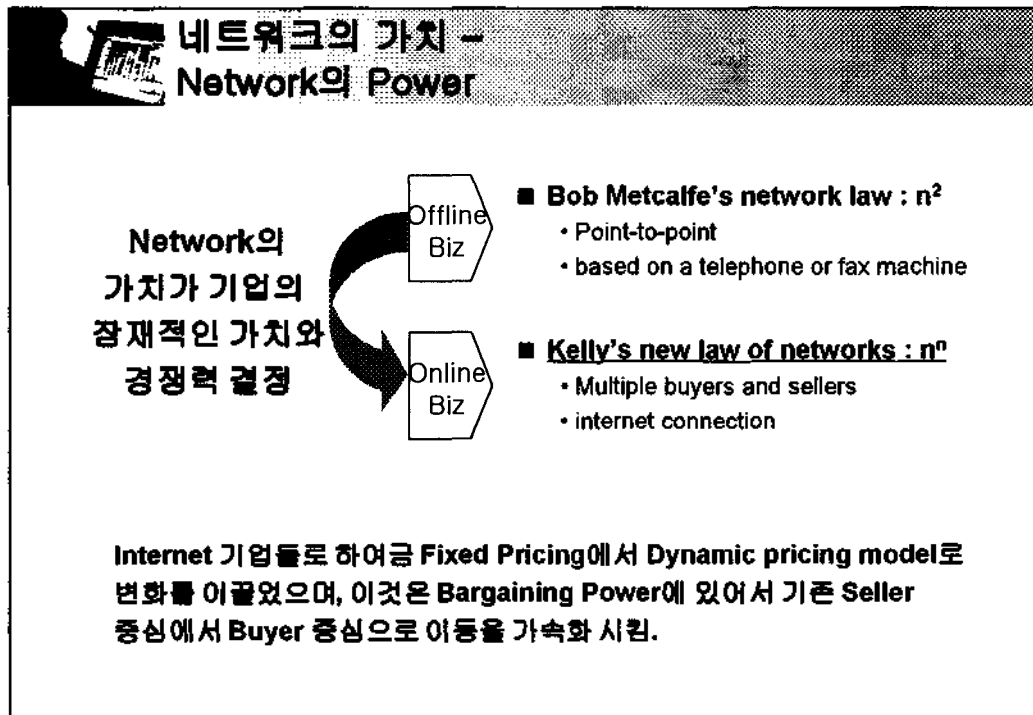 네트워크의 가치 –
Network의 Power
Network의
가치가 기업의
잠재적인 가치와
경쟁력 결정
Offline
Biz
■ Bob Metcalfe's network law : n²
• Point-to-point
• based on a telephone or fax machine
Online
Biz
■ Kelly's new law of networks : nⁿ
• Multiple buyers and sellers
• internet connection
Internet 기업들로 하여금 Fixed Pricing에서 Dynamic pricing model로
변화를 이끌었으며, 이것은 Bargaining Power에 있어서 기존 Seller
중심에서 Buyer 중심으로 이동을 가속화 시킴.